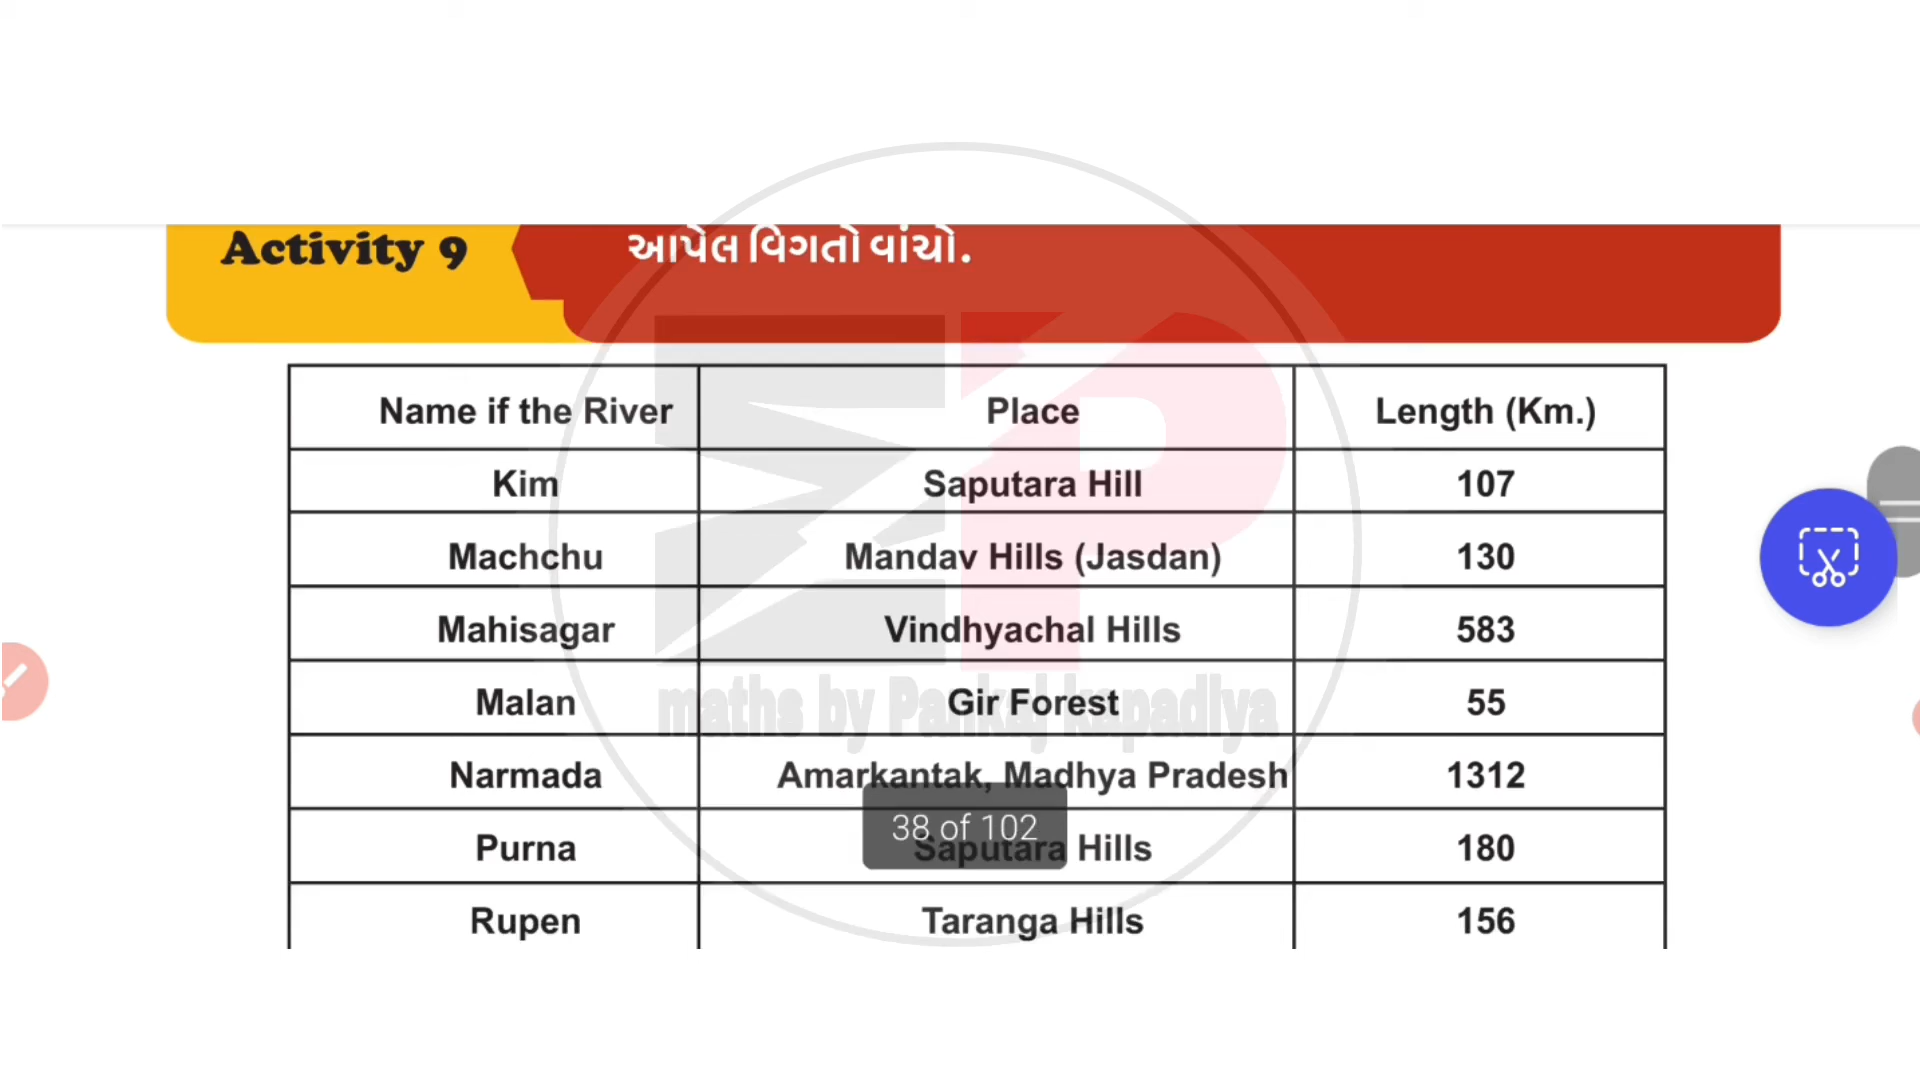 Activity 9
આપેલ વિગતો વાંચો.
Name if the River Place Length (Km.)
Kim Saputara Hill 107
Machchu Mandav Hills (Jasdan) 130
Mahisagar Vindhyachal Hills 583
Malan Gir Forest 55
maths by Pankaj kapadiya
Narmada Amarkantak, Madhya Pradesh 1312
38 of 102
Purna Saputara Hills 180
Rupen Taranga Hills 156